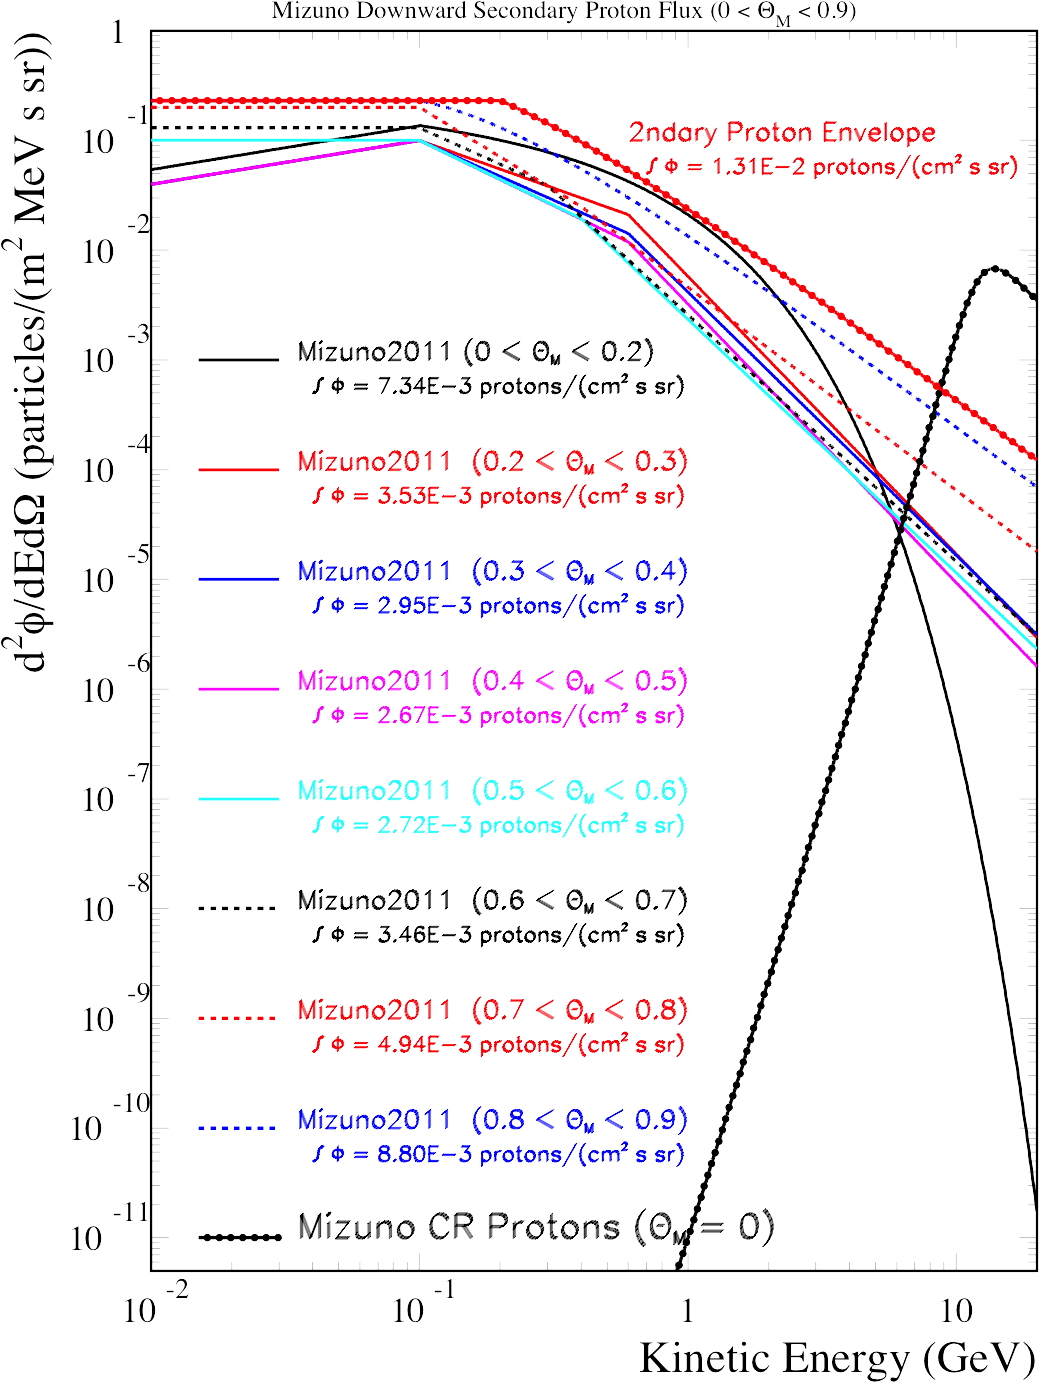 Mizuno Downward Secondary Proton Flux (0 < Θ_M < 0.9)
d²ϕ/dEdΩ (particles/(m² MeV s sr))
1
10⁻¹
10⁻²
10⁻³
10⁻⁴
10⁻⁵
10⁻⁶
10⁻⁷
10⁻⁸
10⁻⁹
10⁻¹⁰
10⁻¹¹
2ndary Proton Envelope
∫ Φ = 1.31E−2 protons/(cm² s sr)
Mizuno2011 (0 < Θ_M < 0.2)
∫ Φ = 7.34E−3 protons/(cm² s sr)
Mizuno2011 (0.2 < Θ_M < 0.3)
∫ Φ = 3.53E−3 protons/(cm² s sr)
Mizuno2011 (0.3 < Θ_M < 0.4)
∫ Φ = 2.95E−3 protons/(cm² s sr)
Mizuno2011 (0.4 < Θ_M < 0.5)
∫ Φ = 2.67E−3 protons/(cm² s sr)
Mizuno2011 (0.5 < Θ_M < 0.6)
∫ Φ = 2.72E−3 protons/(cm² s sr)
Mizuno2011 (0.6 < Θ_M < 0.7)
∫ Φ = 3.46E−3 protons/(cm² s sr)
Mizuno2011 (0.7 < Θ_M < 0.8)
∫ Φ = 4.94E−3 protons/(cm² s sr)
Mizuno2011 (0.8 < Θ_M < 0.9)
∫ Φ = 8.80E−3 protons/(cm² s sr)
Mizuno CR Protons (Θ_M = 0)
10⁻² 10⁻¹ 1 10
Kinetic Energy (GeV)